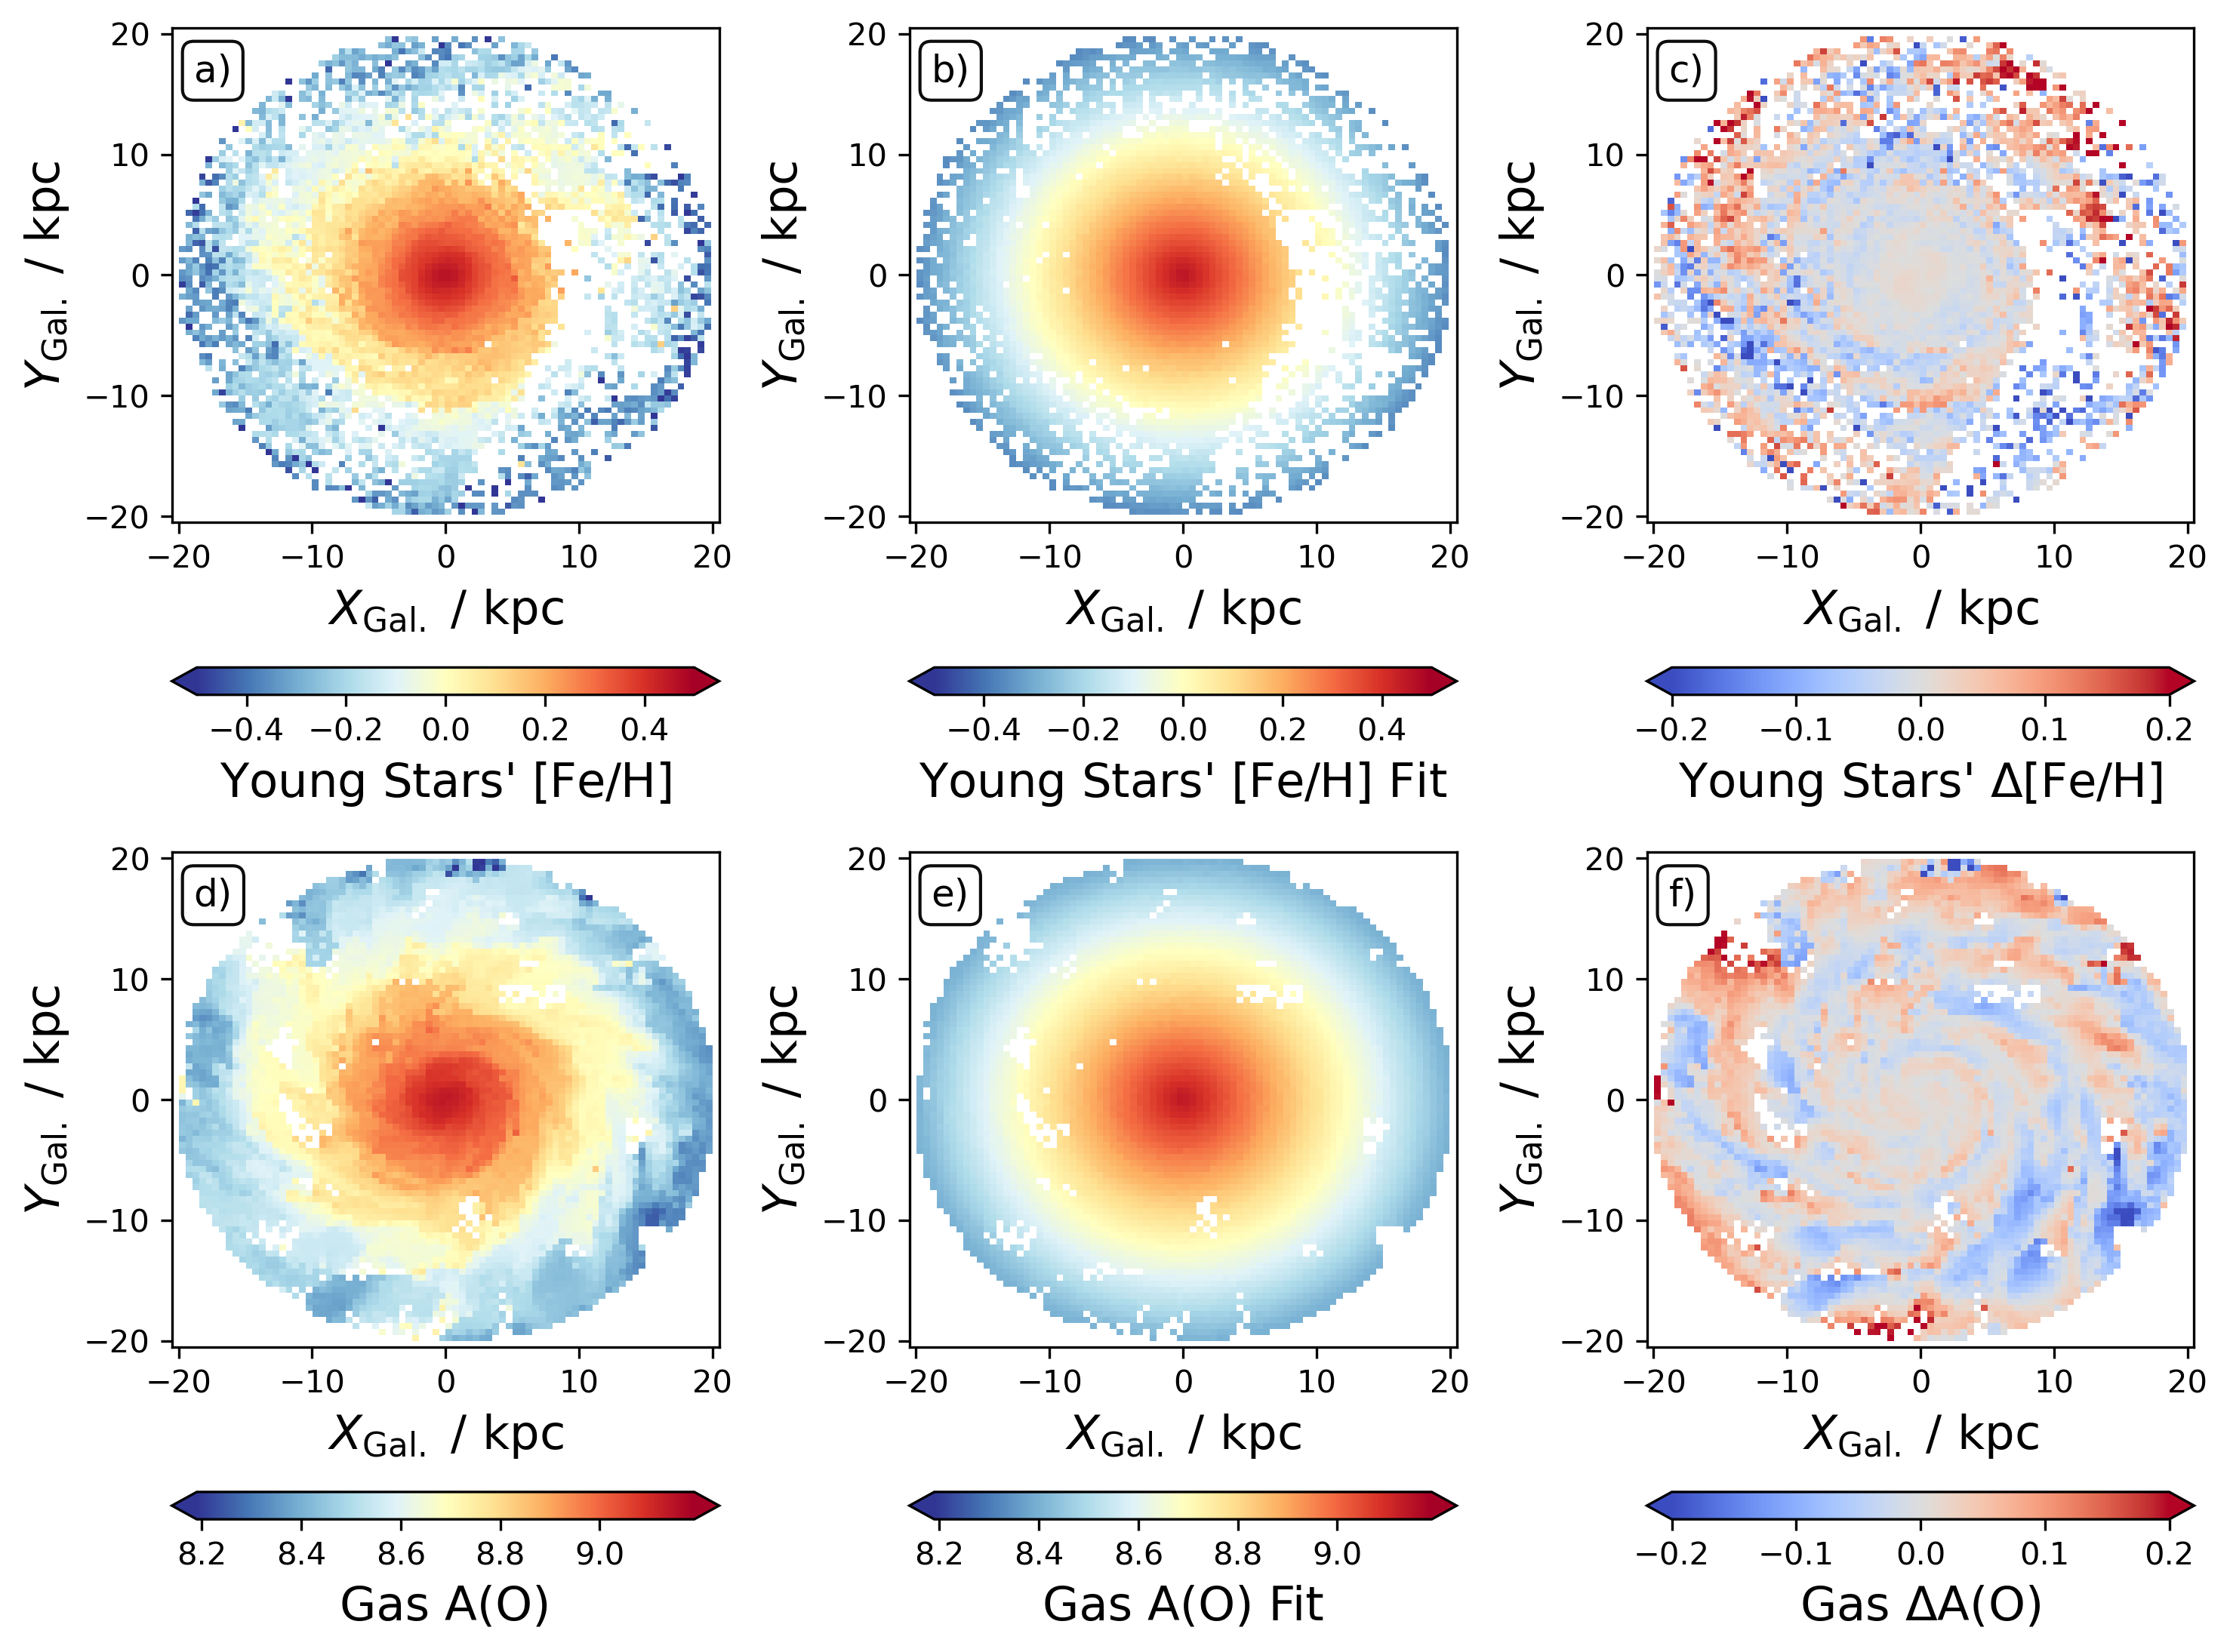 a)
20
10
0
−10
−20
Y_Gal. / kpc
−20 −10 0 10 20
X_Gal. / kpc
−0.4 −0.2 0.0 0.2 0.4
Young Stars' [Fe/H]
b)
20
10
0
−10
−20
Y_Gal. / kpc
−20 −10 0 10 20
X_Gal. / kpc
−0.4 −0.2 0.0 0.2 0.4
Young Stars' [Fe/H] Fit
c)
20
10
0
−10
−20
Y_Gal. / kpc
−20 −10 0 10 20
X_Gal. / kpc
−0.2 −0.1 0.0 0.1 0.2
Young Stars' Δ[Fe/H]
d)
20
10
0
−10
−20
Y_Gal. / kpc
−20 −10 0 10 20
X_Gal. / kpc
8.2 8.4 8.6 8.8 9.0
Gas A(O)
e)
20
10
0
−10
−20
Y_Gal. / kpc
−20 −10 0 10 20
X_Gal. / kpc
8.2 8.4 8.6 8.8 9.0
Gas A(O) Fit
f)
20
10
0
−10
−20
Y_Gal. / kpc
−20 −10 0 10 20
X_Gal. / kpc
−0.2 −0.1 0.0 0.1 0.2
Gas ΔA(O)